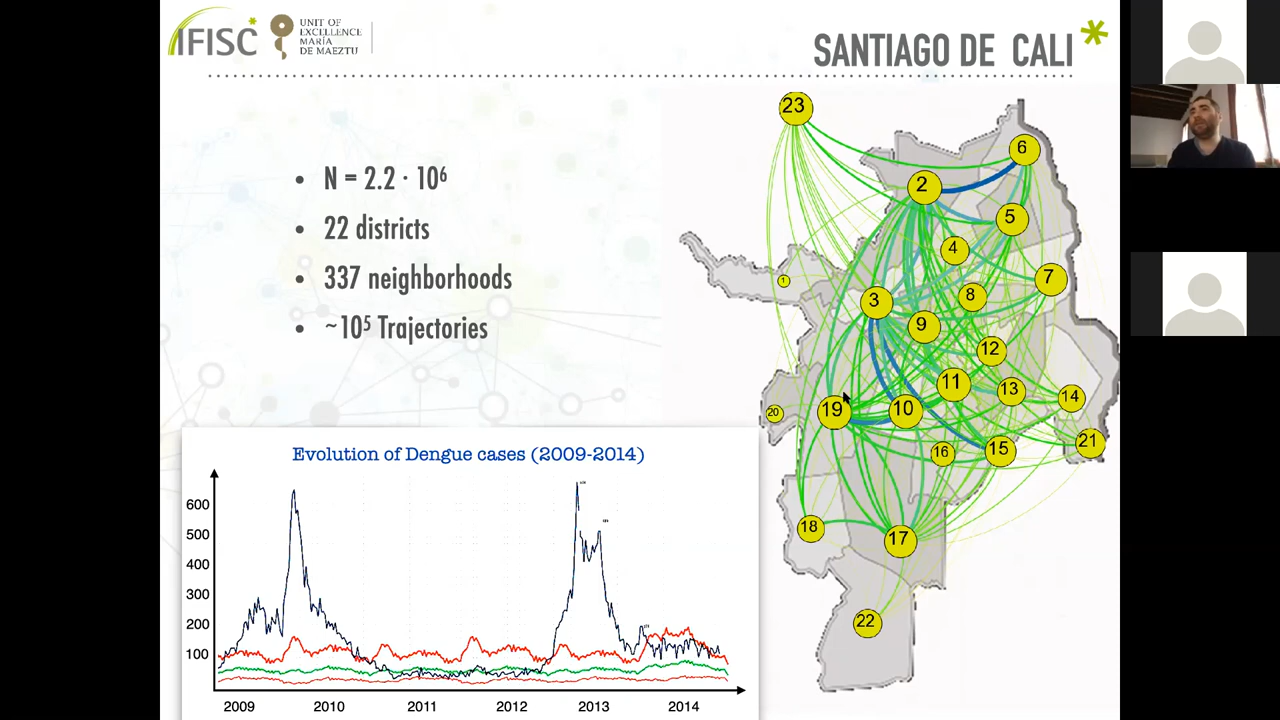 IFISC
UNIT OF
EXCELLENCE
MARÍA
DE MAEZTU
SANTIAGO DE CALI
• N = 2.2 · 10⁶
• 22 districts
• 337 neighborhoods
• ~10⁵ Trajectories
23
6
2
5
4
7
1
8
3
9
12
11
13
14
19
10
20
21
16
15
18
17
22
Evolution of Dengue cases (2009-2014)
600
500
400
300
200
100
2009 2010 2011 2012 2013 2014